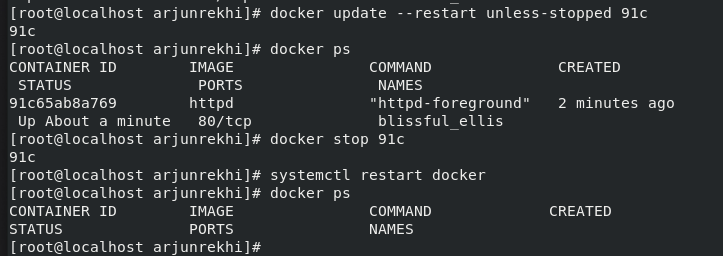 [root@localhost arjunrekhi]# docker update --restart unless-stopped 91c
91c
[root@localhost arjunrekhi]# docker ps
CONTAINER ID        IMAGE               COMMAND              CREATED
 STATUS              PORTS               NAMES
91c65ab8a769        httpd               "httpd-foreground"   2 minutes ago
 Up About a minute   80/tcp              blissful_ellis
[root@localhost arjunrekhi]# docker stop 91c
91c
[root@localhost arjunrekhi]# systemctl restart docker
[root@localhost arjunrekhi]# docker ps
CONTAINER ID        IMAGE               COMMAND             CREATED
STATUS              PORTS               NAMES
[root@localhost arjunrekhi]#